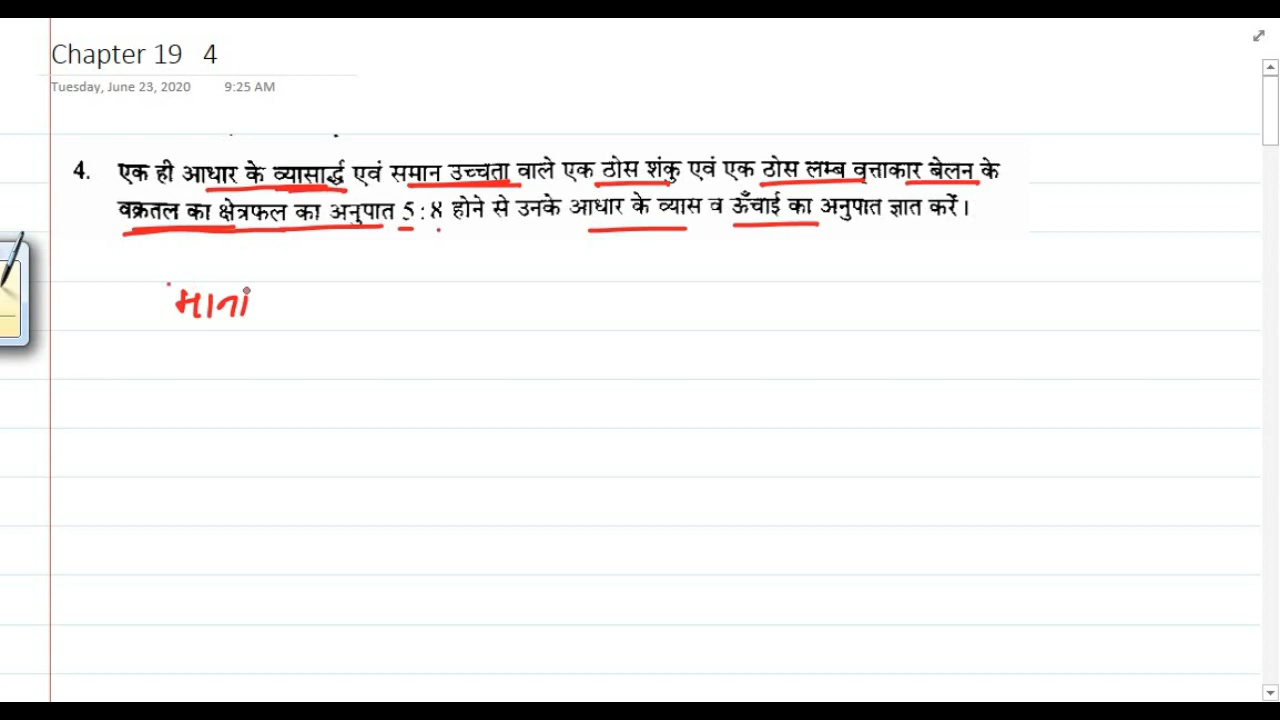 Chapter 19 4
Tuesday, June 23, 2020 9:25 AM
4. एक ही आधार के व्यासार्द्ध एवं समान उच्चता वाले एक ठोस शंकु एवं एक ठोस लम्ब वृत्ताकार बेलन के
वक्रतल का क्षेत्रफल का अनुपात 5 : 8 होने से उनके आधार के व्यास व ऊँचाई का अनुपात ज्ञात करें।
माना